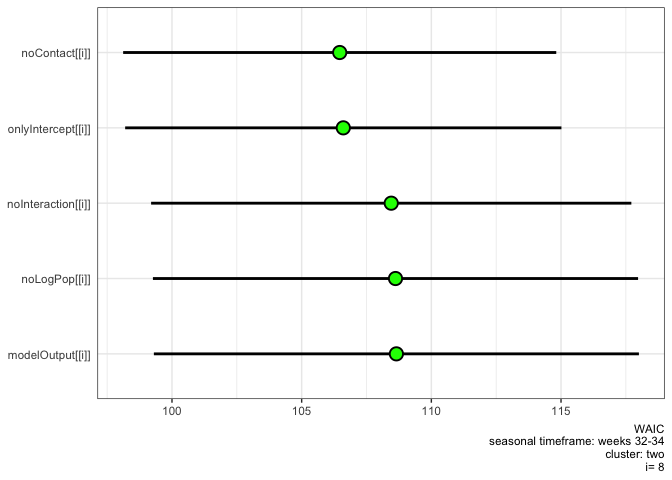 noContact[[i]]
onlyIntercept[[i]]
noInteraction[[i]]
noLogPop[[i]]
modelOutput[[i]]
100 105 110 115
WAIC
seasonal timeframe: weeks 32-34
cluster: two
i= 8